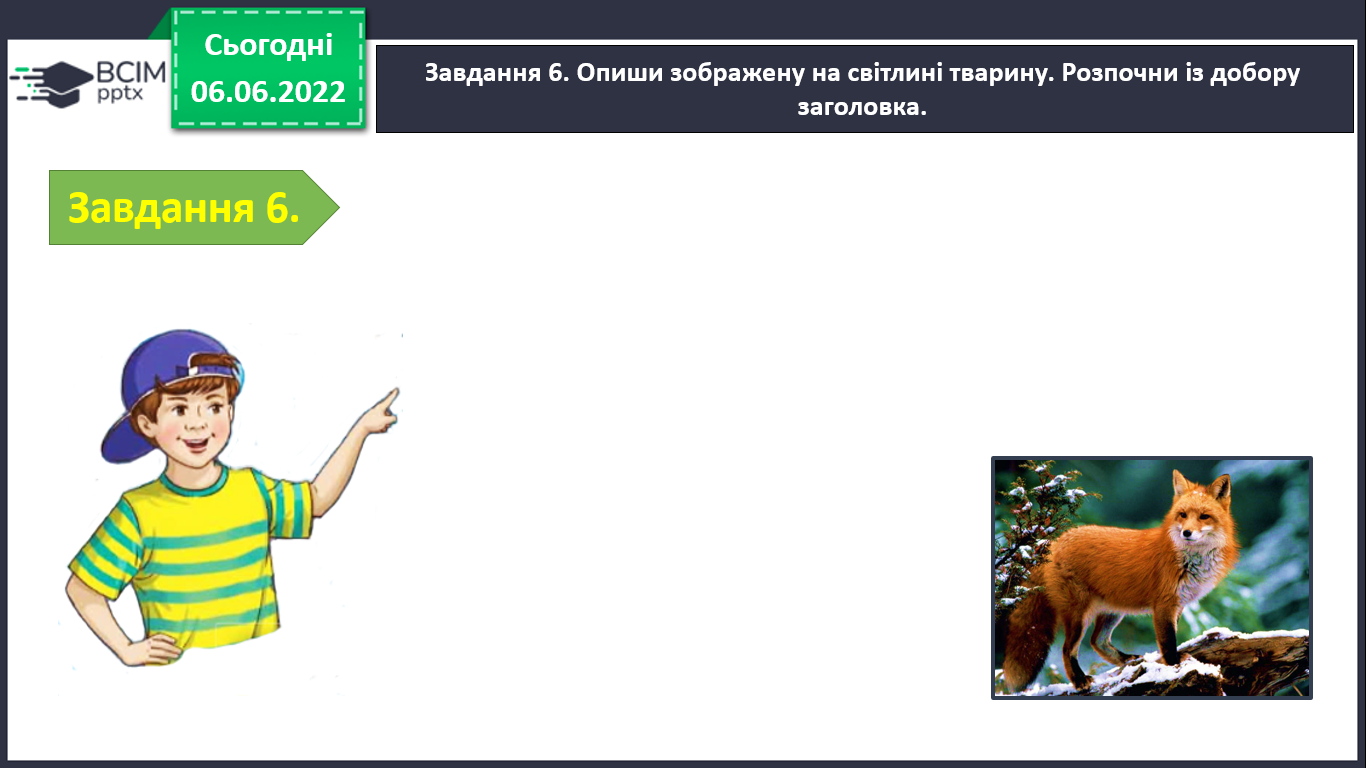 Сьогодні
06.06.2022
ВСІМ
pptx
Завдання 6. Опиши зображену на світлині тварину. Розпочни із добору
заголовка.
Завдання 6.